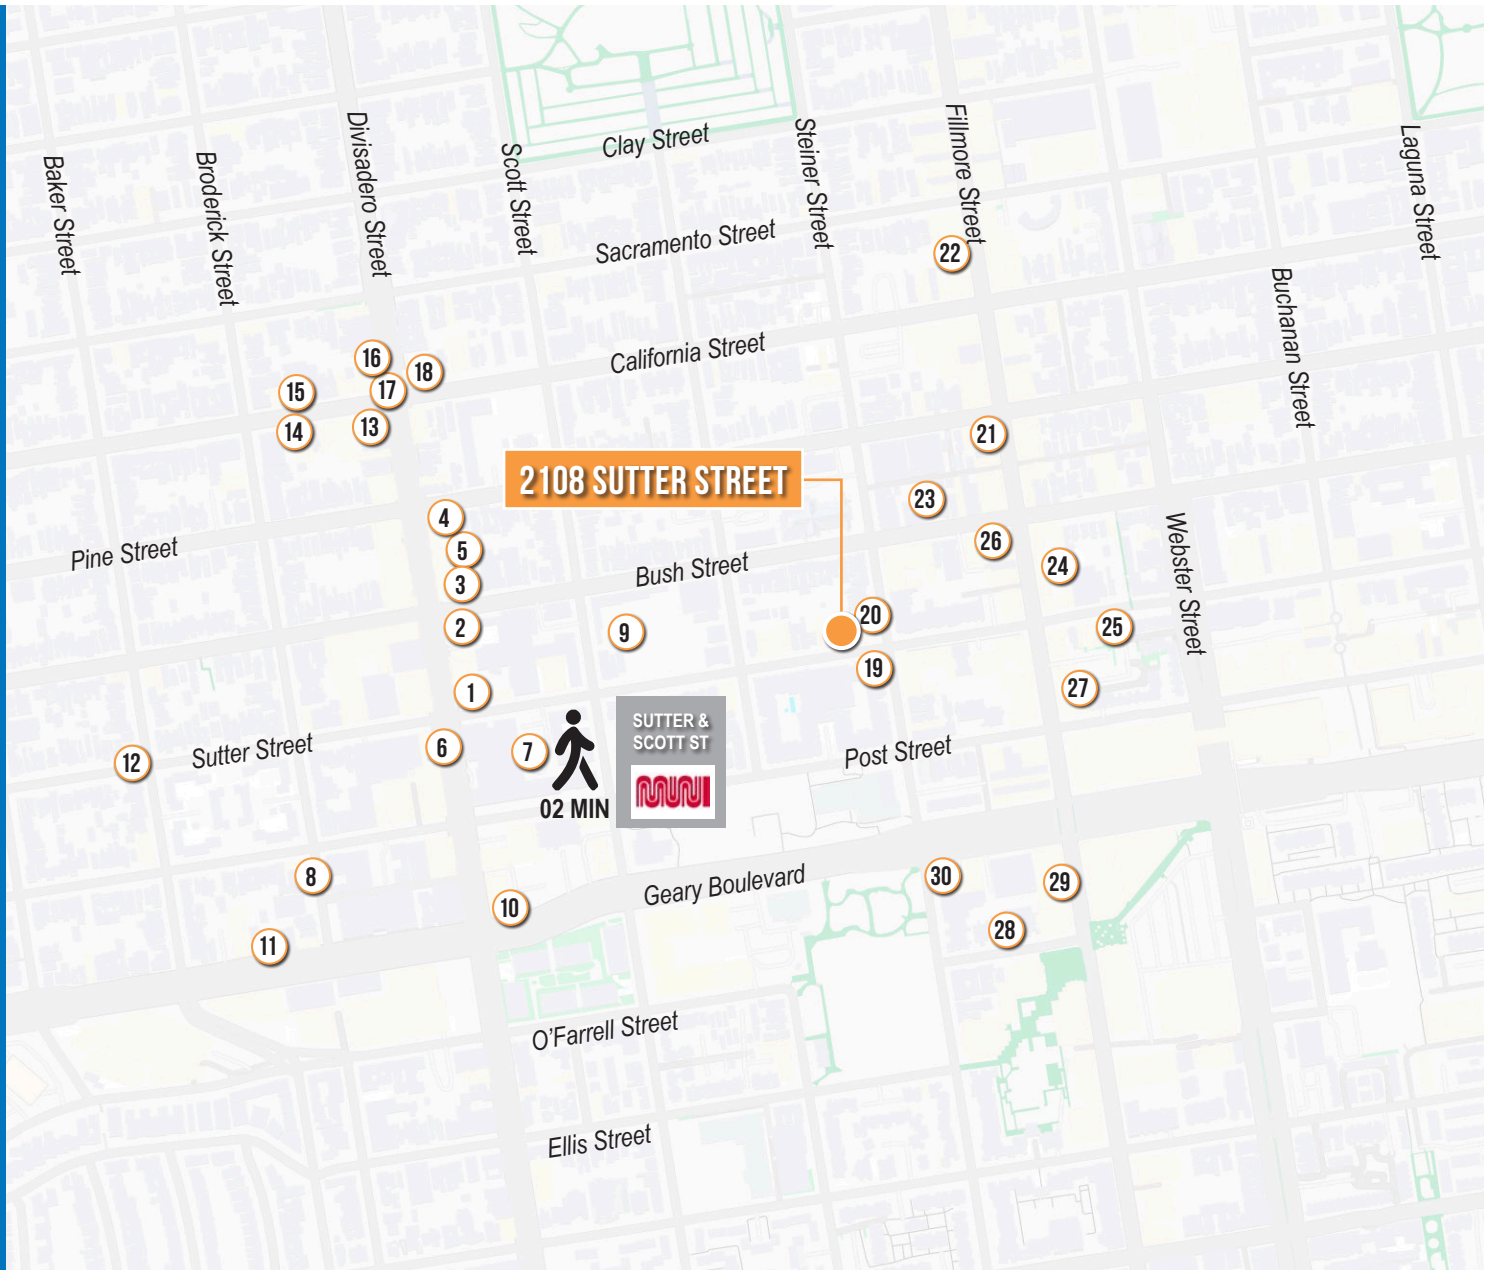 Clay Street
Sacramento Street
California Street
Baker Street
Broderick Street
Divisadero Street
Scott Street
Steiner Street
Fillmore Street
Laguna Street
Buchanan Street
Webster Street
22
16
18
17
15
14
13
21
2108 SUTTER STREET
23
4
5
3
2
26
24
Pine Street
Bush Street
9
20
25
19
27
1
6
7
12
Sutter Street
02 MIN
SUTTER &
SCOTT ST
MUNI
Post Street
8
10
11
Geary Boulevard
30
29
28
O'Farrell Street
Ellis Street